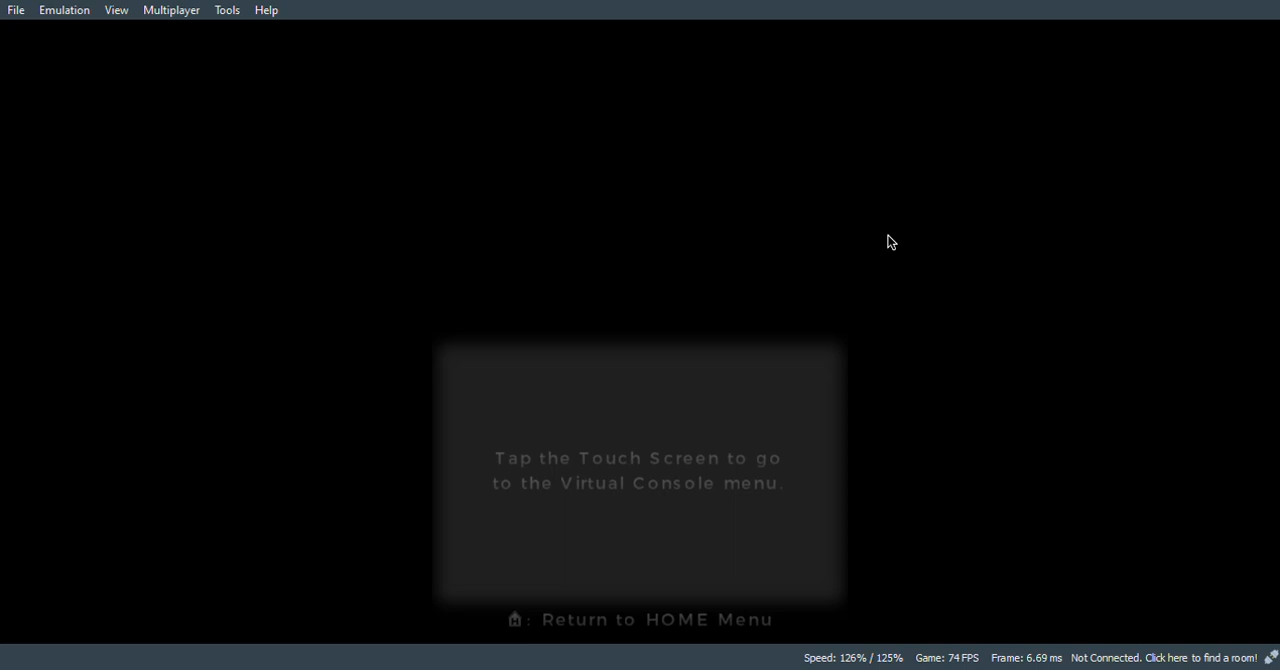 File Emulation View Multiplayer Tools Help
Tap the Touch Screen to go
to the Virtual Console menu.
: Return to HOME Menu
Speed: 126% / 125% Game: 74 FPS Frame: 6.69 ms Not Connected. Click here to find a room!